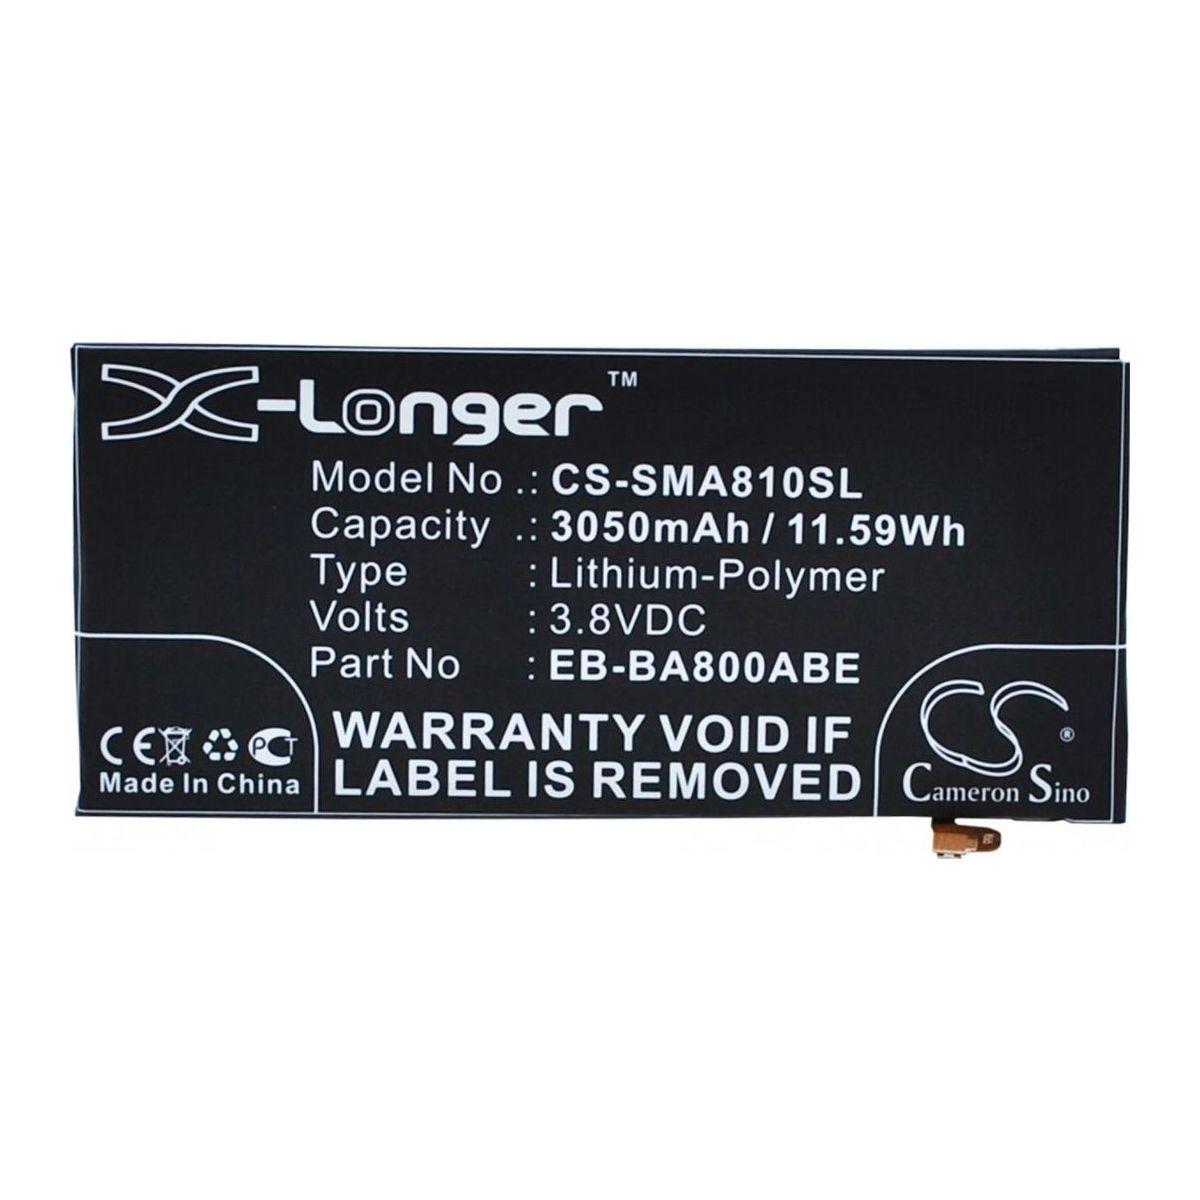 X-Longer™
Model No .: CS-SMA810SL
Capacity .: 3050mAh / 11.59Wh
Type : Lithium-Polymer
Volts : 3.8VDC
Part No : EB-BA800ABE
WARRANTY VOID IF
LABEL IS REMOVED
CE PCT
Made In China
CS®
Cameron Sino